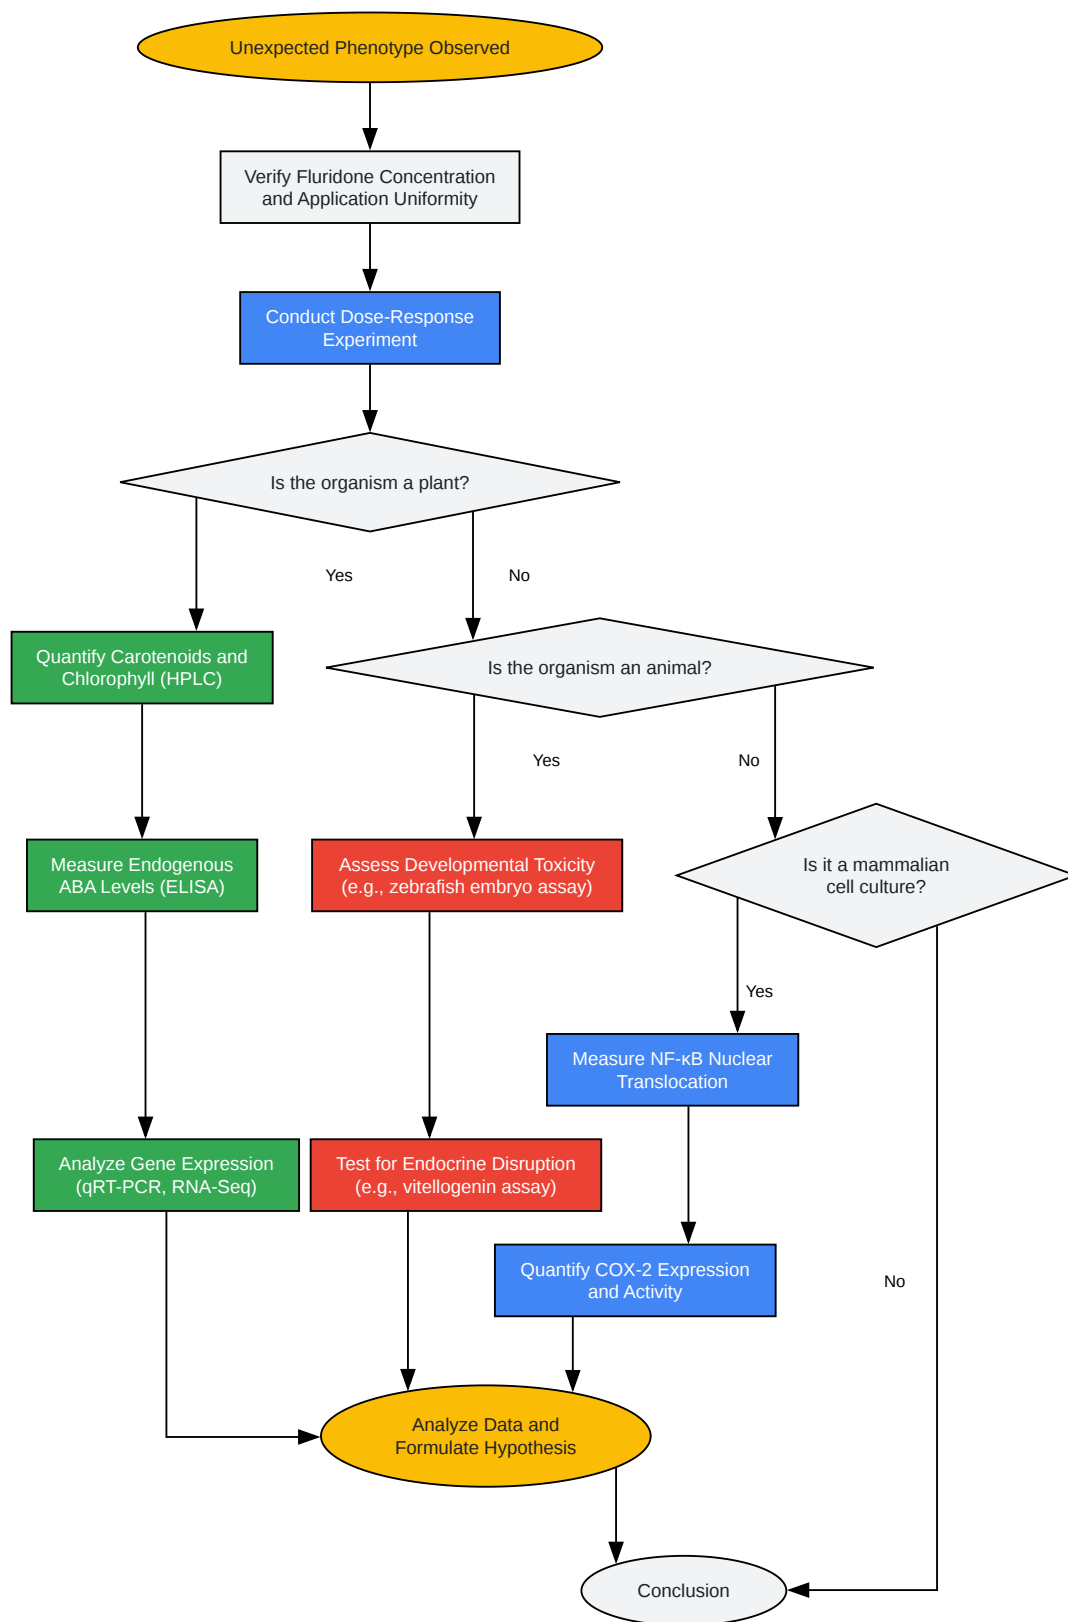 Unexpected Phenotype Observed
Verify Fluridone Concentration
and Application Uniformity
Conduct Dose-Response
Experiment
Is the organism a plant?
Yes
No
Quantify Carotenoids and
Chlorophyll (HPLC)
Is the organism an animal?
Yes
No
Measure Endogenous
ABA Levels (ELISA)
Assess Developmental Toxicity
(e.g., zebrafish embryo assay)
Is it a mammalian
cell culture?
Yes
Measure NF-κB Nuclear
Translocation
Analyze Gene Expression
(qRT-PCR, RNA-Seq)
Test for Endocrine Disruption
(e.g., vitellogenin assay)
Quantify COX-2 Expression
and Activity
No
Analyze Data and
Formulate Hypothesis
Conclusion